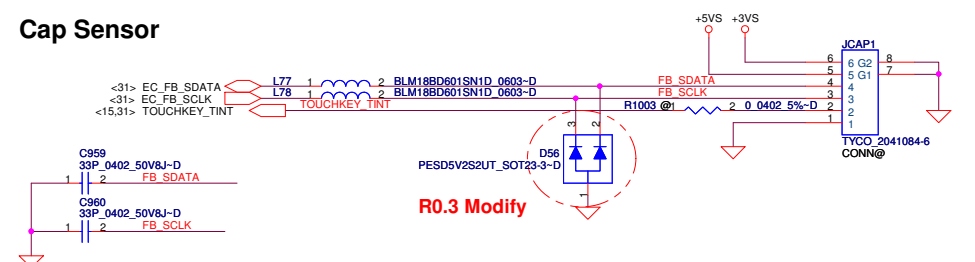 Cap Sensor
+5VS +3VS
JCAP1
6 6 G2 8
5 5 G1 7
4 4
3 3
2 2
1 1
TYCO_2041084-6
CONN@
<31> EC_FB_SDATA L77 1 2 BLM18BD601SN1D_0603~D FB_SDATA
<31> EC_FB_SCLK L78 1 2 BLM18BD601SN1D_0603~D FB_SCLK
<15,31> TOUCHKEY_TINT TOUCHKEY_TINT R1003 @1 2 0_0402_5%~D
3 2
D56
PESD5V2S2UT_SOT23-3~D
1
R0.3 Modify
C959
33P_0402_50V8J~D
1 2 FB_SDATA
C960
33P_0402_50V8J~D
1 2 FB_SCLK